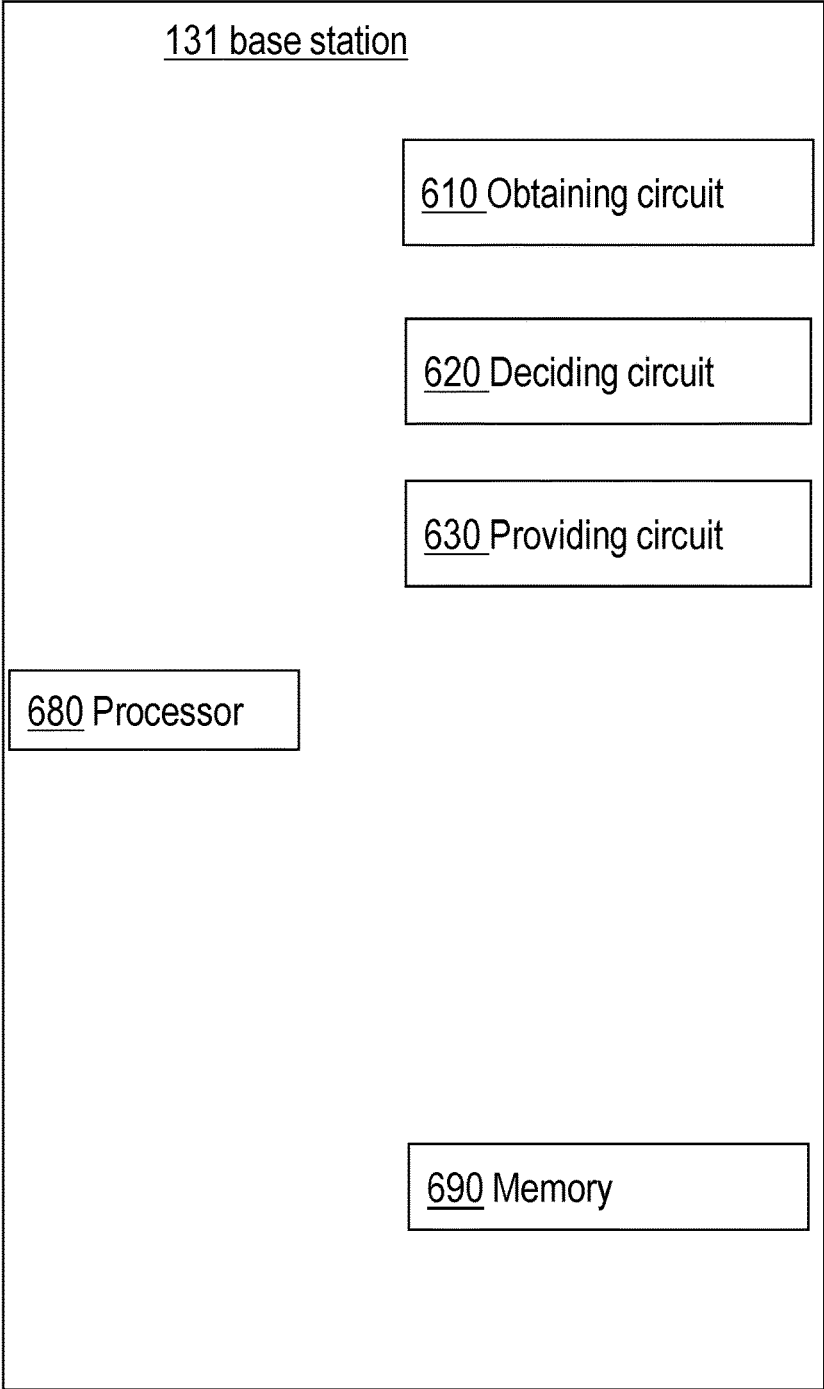 131 base station
610 Obtaining circuit
620 Deciding circuit
630 Providing circuit
680 Processor
690 Memory